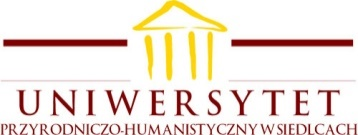 UNIWERSYTET
PRZYRODNICZO-HUMANISTYCZNY W SIEDLCACH